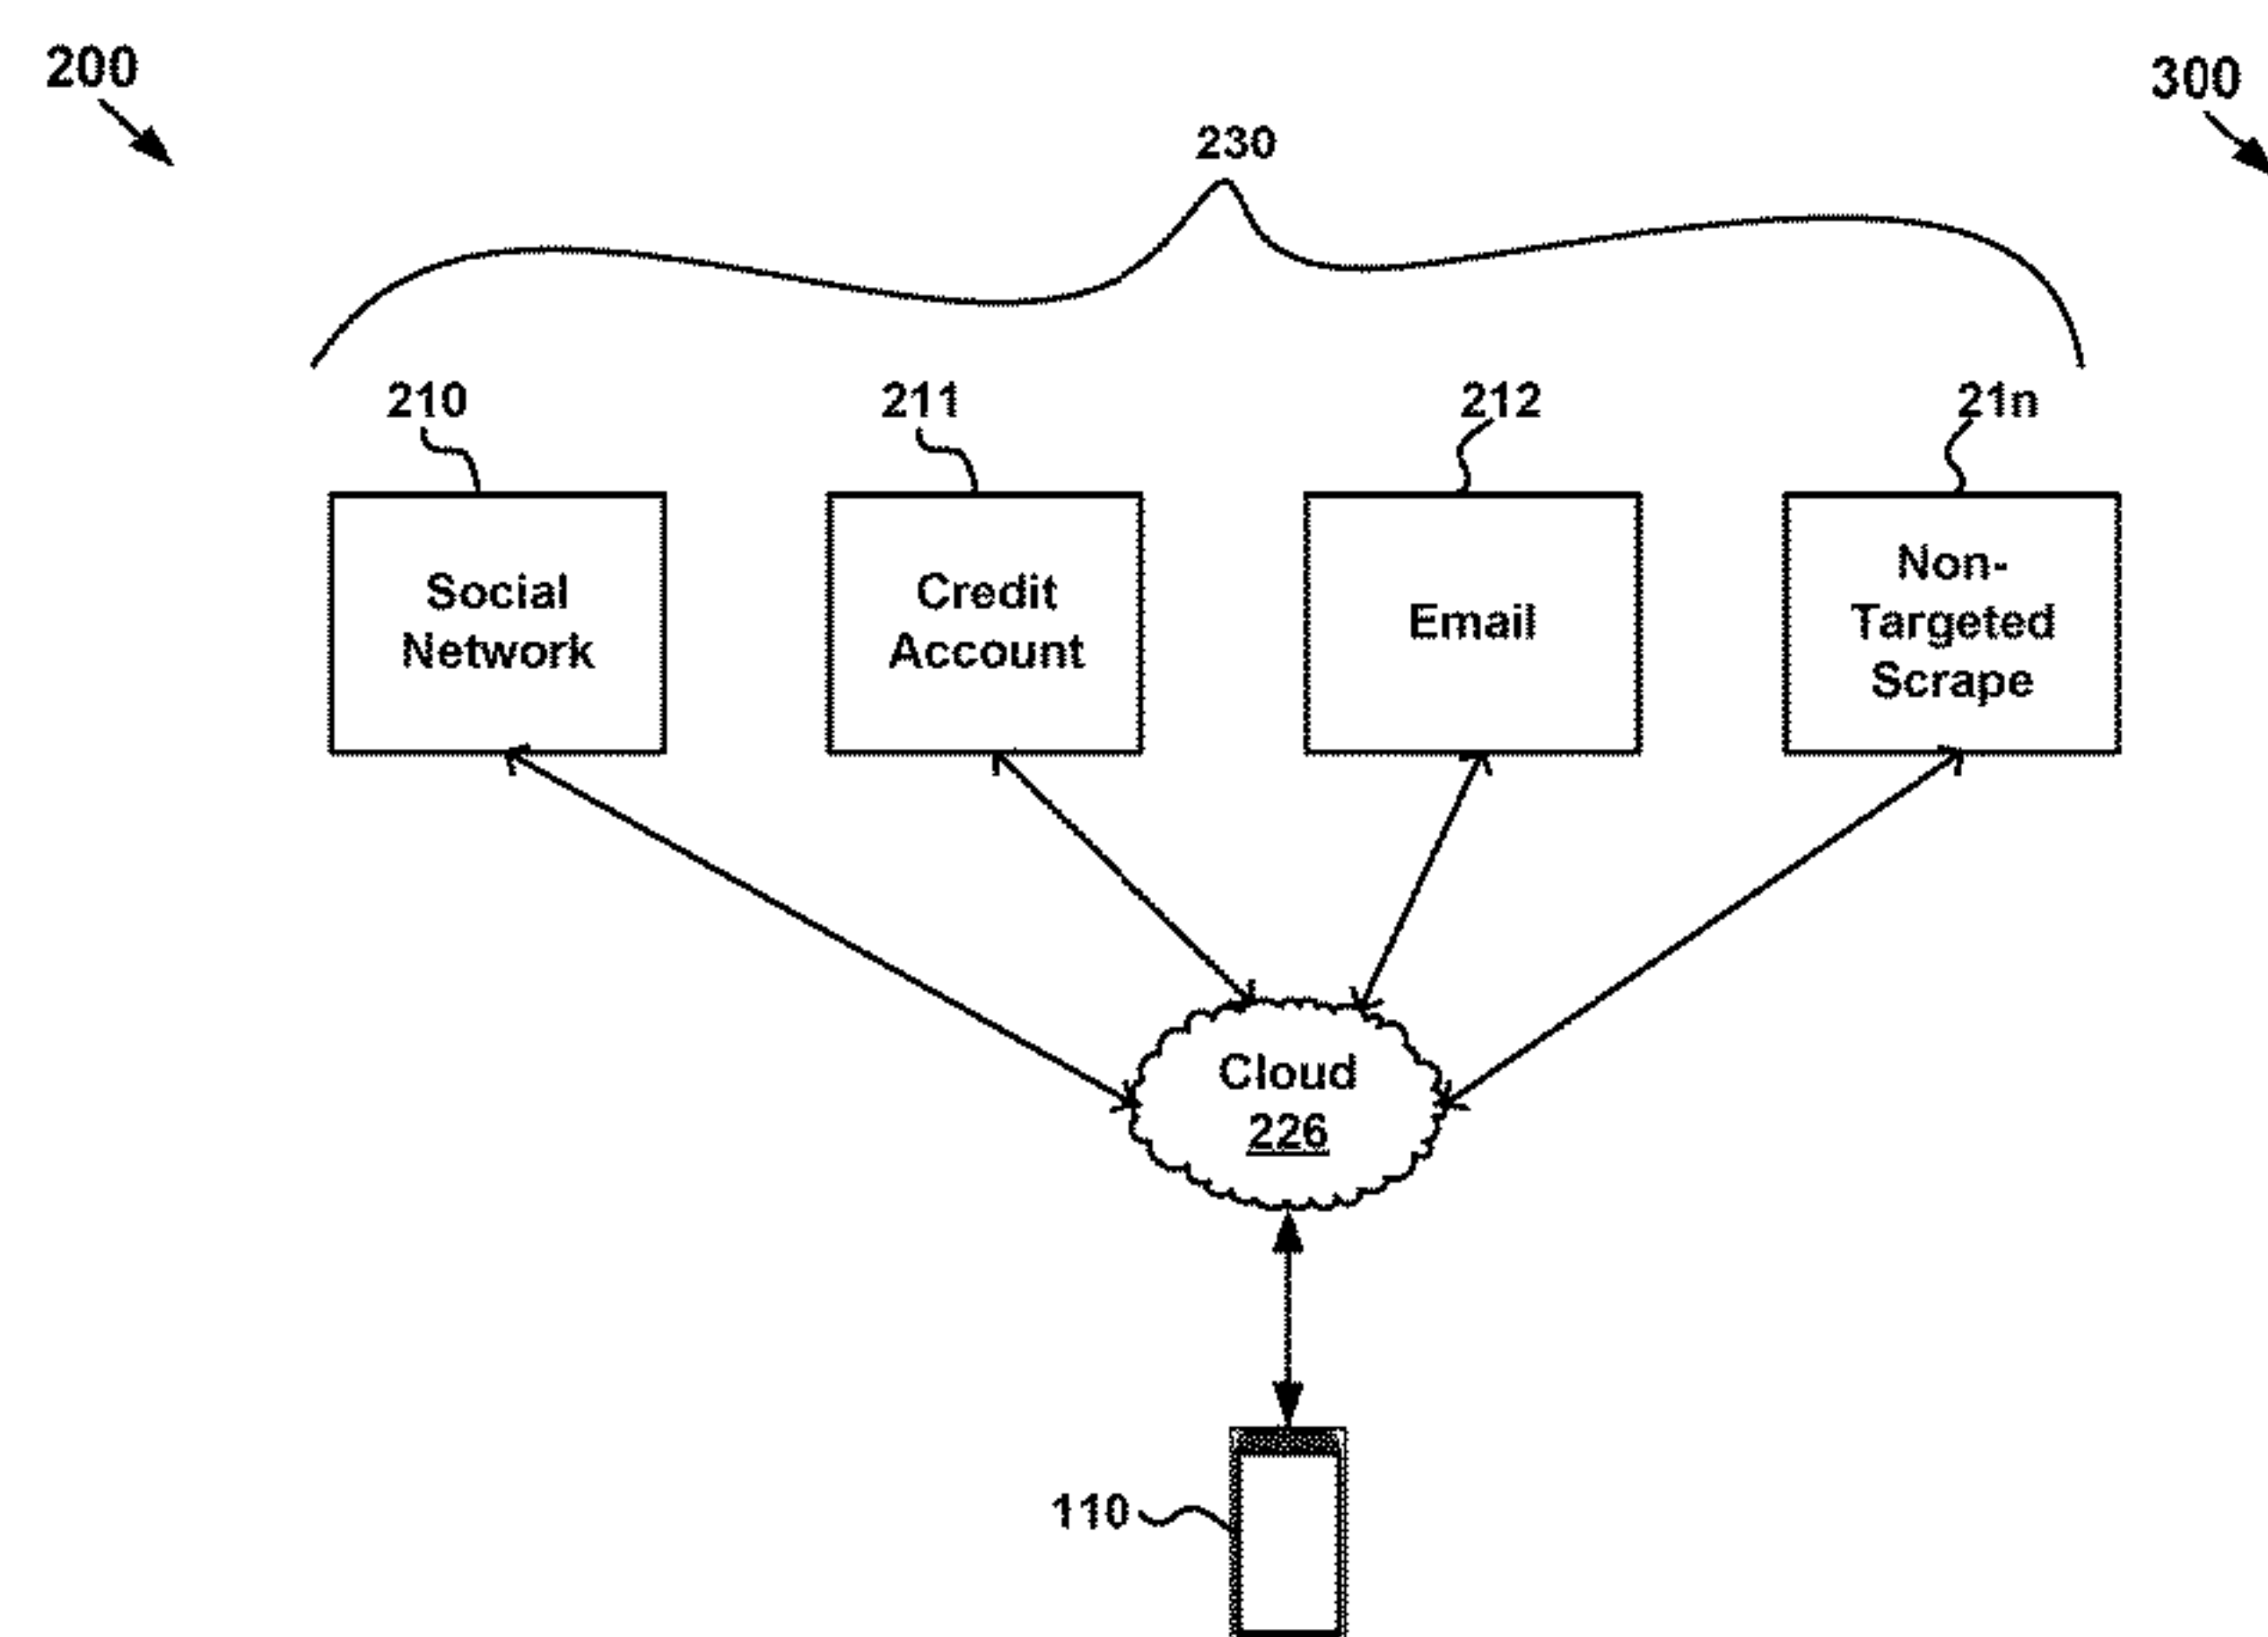 200
300
230
210
211
212
21n
Social
Network
Credit
Account
Email
Non-
Targeted
Scrape
Cloud
226
110